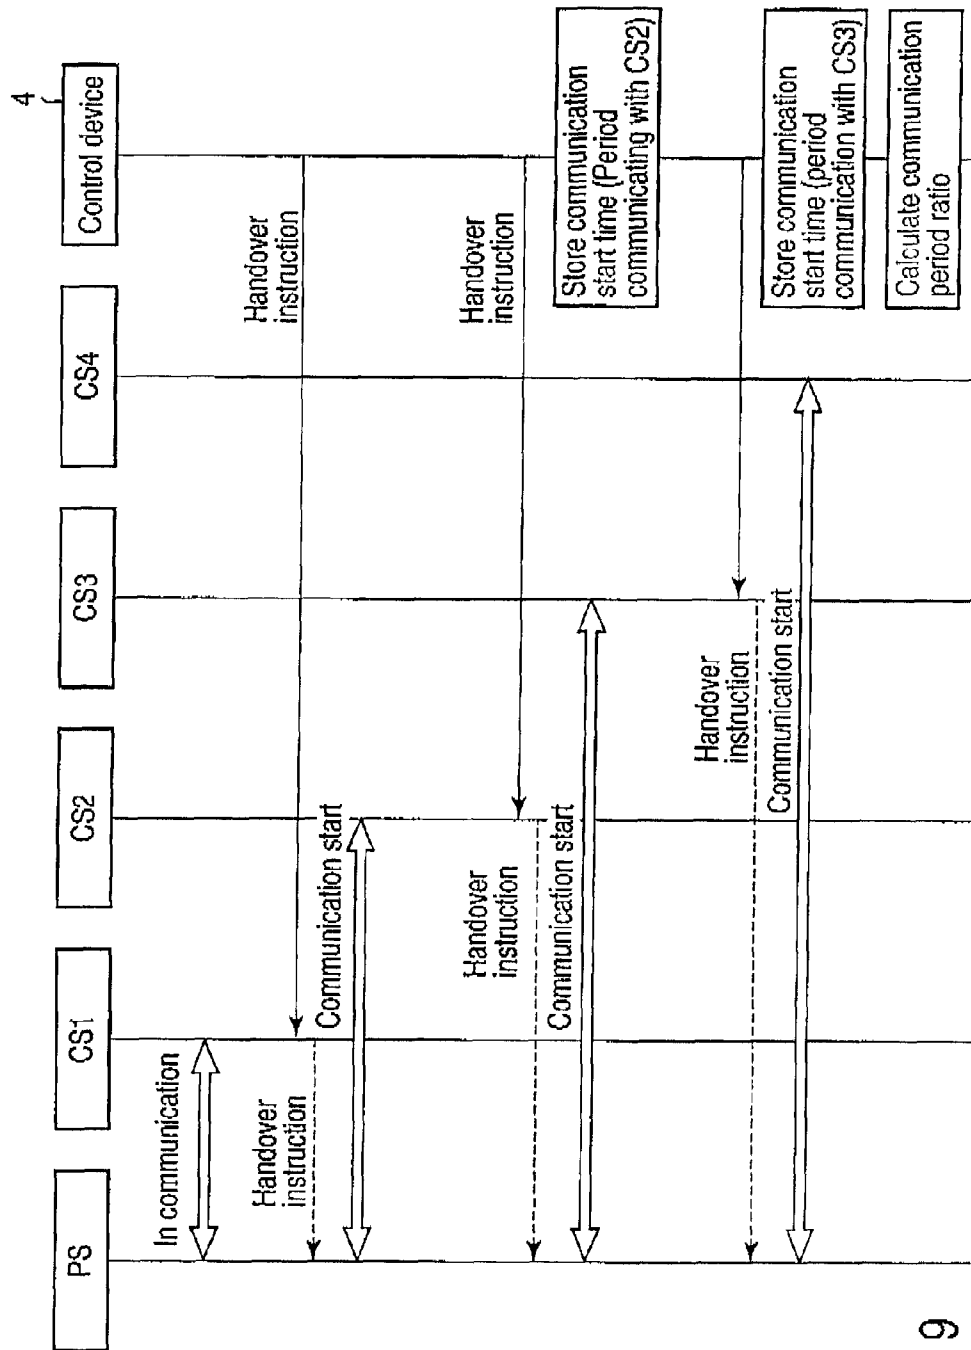 PS
CS1
CS2
CS3
CS4
4
Control device
In communication
Handover
instruction
Handover
instruction
Communication start
Handover
instruction
Handover
instruction
Communication start
Store communication
start time (Period
communicating with CS2)
Handover
instruction
Communication start
Store communication
start time (period
communication with CS3)
Calculate communication
period ratio
9